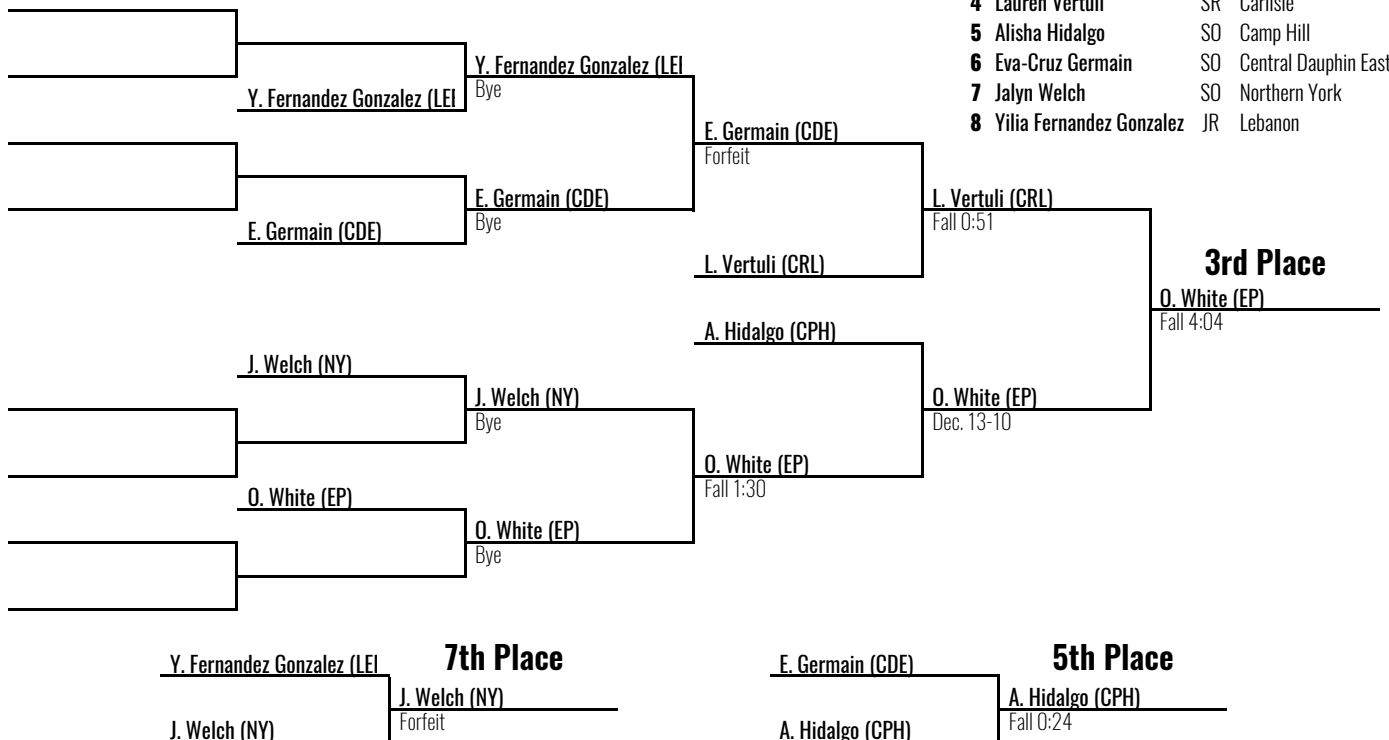 4 Lauren Vertuli SR Carlisle
5 Alisha Hidalgo SO Camp Hill
6 Eva-Cruz Germain SO Central Dauphin East
7 Jalyn Welch SO Northern York
8 Yilia Fernandez Gonzalez JR Lebanon
Y. Fernandez Gonzalez (LEI
Bye
Y. Fernandez Gonzalez (LEI
E. Germain (CDE)
Forfeit
E. Germain (CDE)
Bye
E. Germain (CDE)
L. Vertuli (CRL)
Fall 0:51
L. Vertuli (CRL)
3rd Place
O. White (EP)
Fall 4:04
A. Hidalgo (CPH)
J. Welch (NY)
J. Welch (NY)
Bye
O. White (EP)
Dec. 13-10
O. White (EP)
Fall 1:30
O. White (EP)
O. White (EP)
Bye
Y. Fernandez Gonzalez (LEI
7th Place
J. Welch (NY)
Forfeit
J. Welch (NY)
E. Germain (CDE)
5th Place
A. Hidalgo (CPH)
Fall 0:24
A. Hidalgo (CPH)